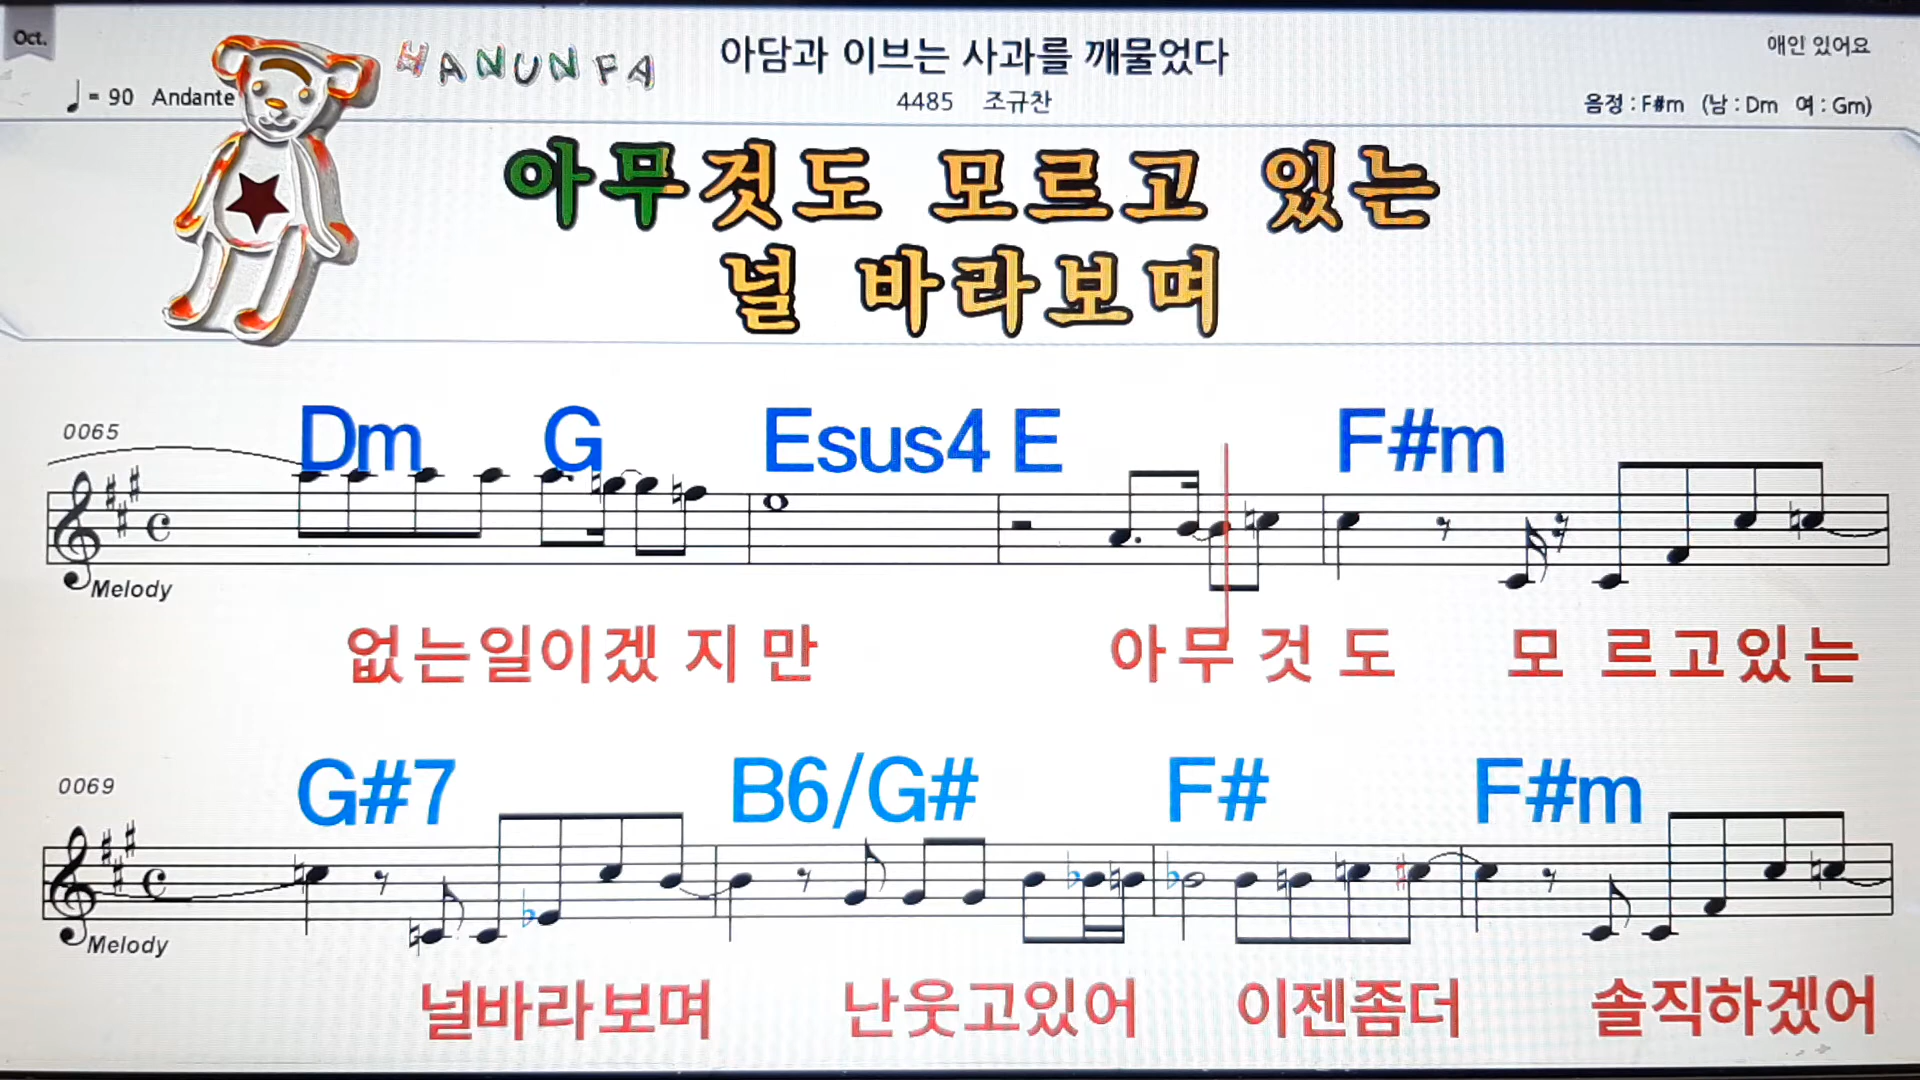 Oct.
HANUNFA
아담과 이브는 사과를 깨물었다
애인 있어요
♩ = 90 Andante
4485 조규찬
음정 : F#m (남 : Dm 여 : Gm)
아무것도 모르고 있는
널 바라보며
0065
Dm G Esus4 E F#m
Melody
없는일이겠지만 아무것도 모르고있는
0069
G#7 B6/G# F# F#m
Melody
널바라보며 난웃고있어 이젠좀더 솔직하겠어